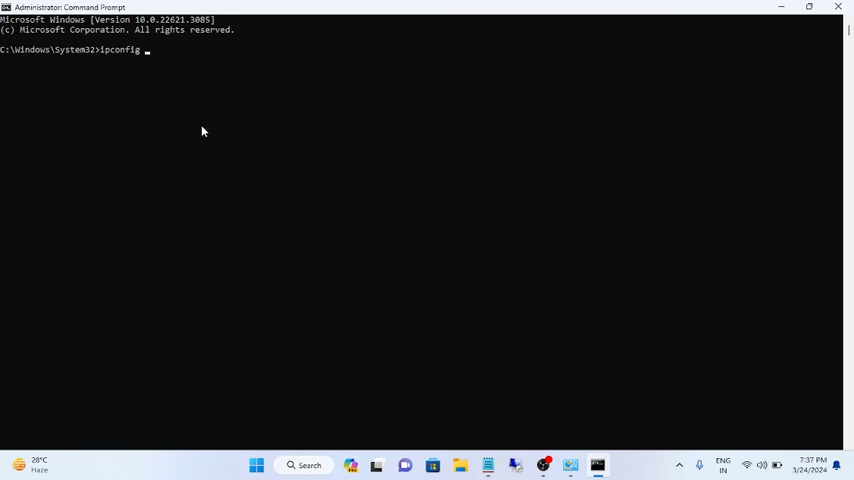 Administrator: Command Prompt
Microsoft Windows [Version 10.0.22621.3085]
(c) Microsoft Corporation. All rights reserved.
C:\Windows\System32>ipconfig _
28°C
Haze
Search
PRE
ENG
IN
7:37 PM
3/24/2024